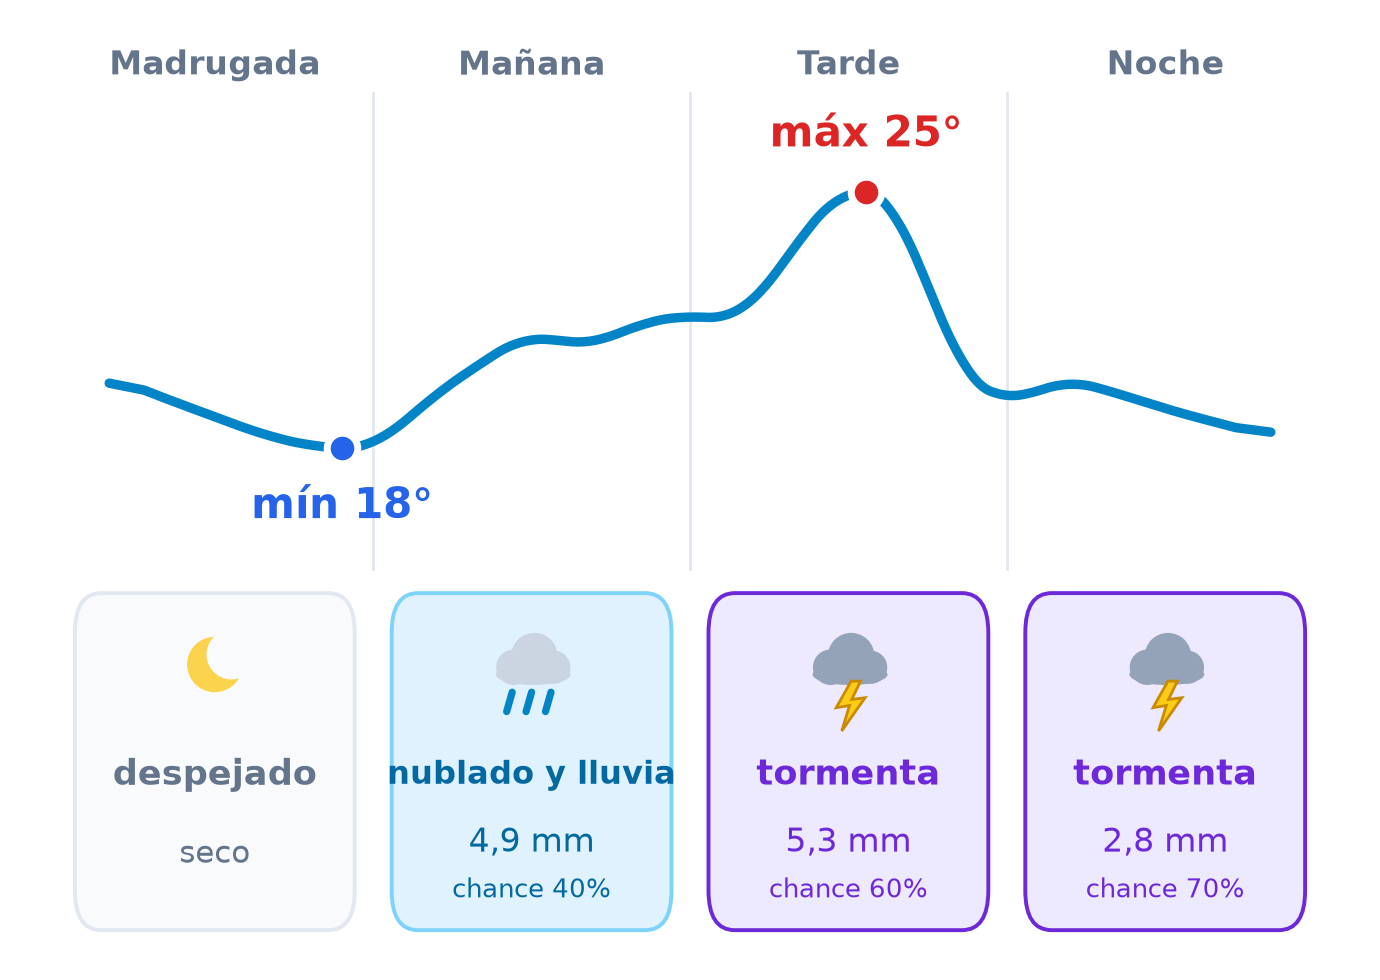 Madrugada
Mañana
Tarde
Noche
máx 25°
mín 18°
despejado
seco
nublado y lluvia
4,9 mm
chance 40%
tormenta
5,3 mm
chance 60%
tormenta
2,8 mm
chance 70%